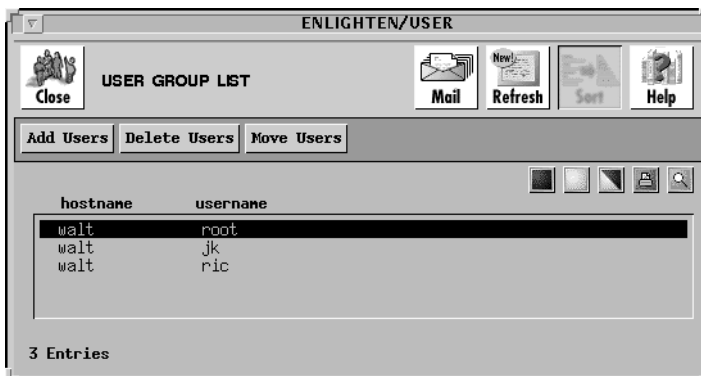 ENLIGHTEN/USER
Close
USER GROUP LIST
Mail
New!
Refresh
Sort
Help
Add Users Delete Users Move Users
hostname username
walt root
walt jk
walt ric
3 Entries